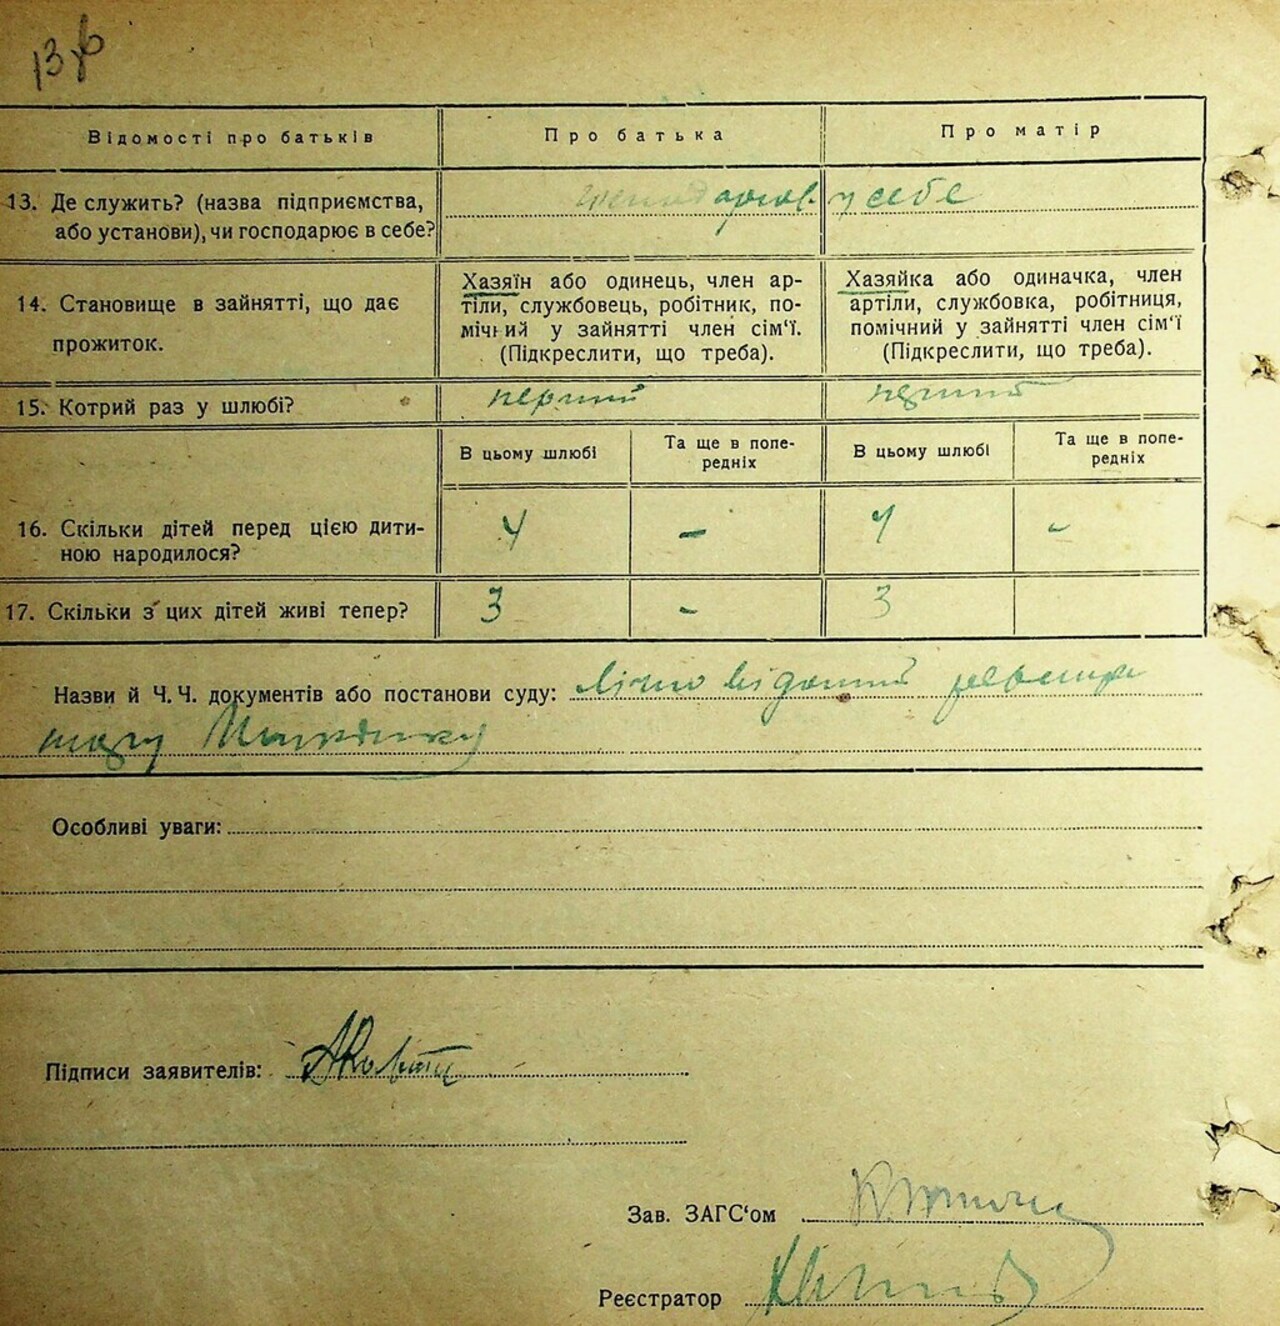 Відомості про батьків
Про батька
Про матір
13. Де служить? (назва підприємства,
або установи), чи господарює в себе?
у себе
14. Становище в зайнятті, що дає
прожиток.
Хазяїн або одинець, член ар-
тіли, службовець, робітник, по-
мічний у зайнятті член сім‘ї.
(Підкреслити, що треба).
Хазяйка або одиначка, член
артіли, службовка, робітниця,
помічний у зайнятті член сім‘ї
(Підкреслити, що треба).
15. Котрий раз у шлюбі?
перший
перший
В цьому шлюбі
Та ще в попе-
редніх
В цьому шлюбі
Та ще в попе-
редніх
16. Скільки дітей перед цією дити-
ною народилося?
4 - 4 -
17. Скільки з цих дітей живі тепер?
3 - 3
Назви й Ч. Ч. документів або постанови суду:
Особливі уваги:
Підписи заявителів:
Зав. ЗАГС‘ом
Реєстратор